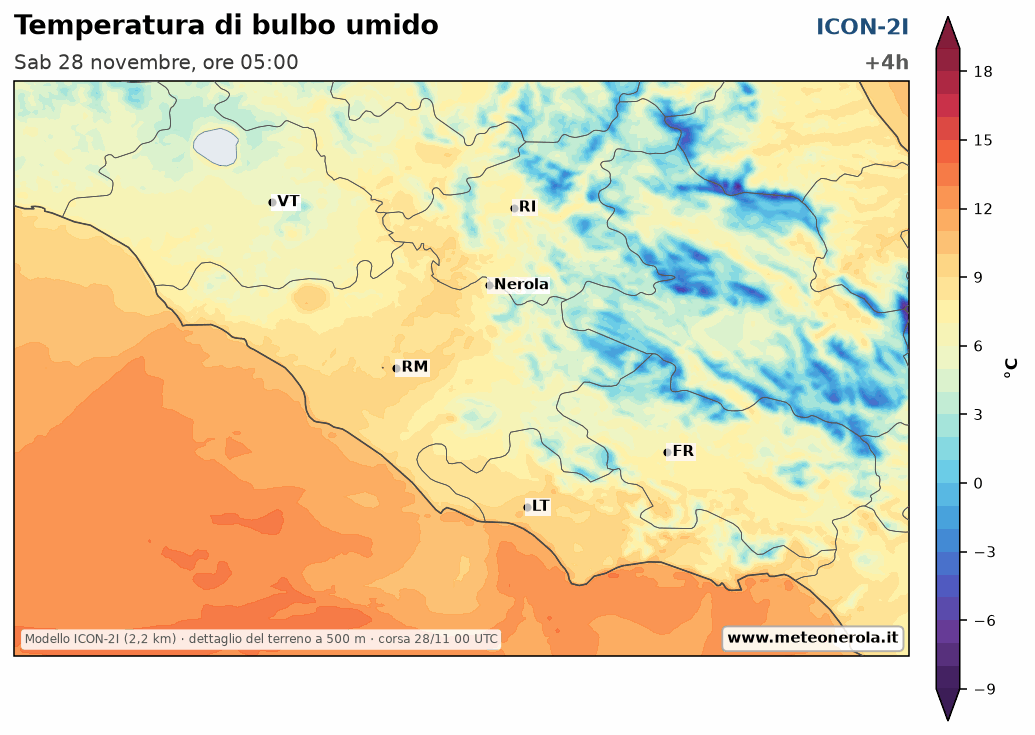 Temperatura di bulbo umido
ICON-2I
Sab 28 novembre, ore 05:00
+4h
VT
RI
Nerola
RM
FR
LT
Modello ICON-2I (2,2 km) · dettaglio del terreno a 500 m · corsa 28/11 00 UTC
www.meteonerola.it
18
15
12
9
6
3
0
−3
−6
−9
°C